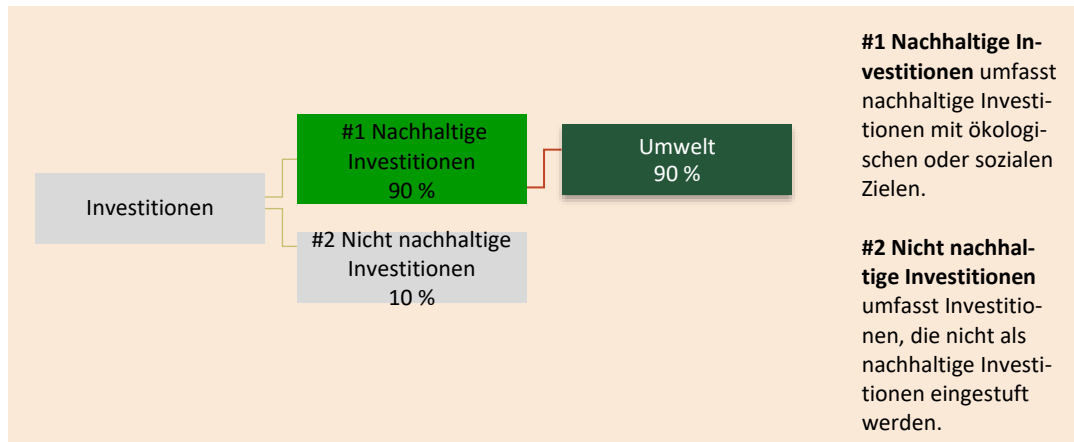 Investitionen
#1 Nachhaltige
Investitionen
90 %
Umwelt
90 %
#2 Nicht nachhaltige
Investitionen
10 %
#1 Nachhaltige In-
vestitionen umfasst
nachhaltige Investi-
tionen mit ökologi-
schen oder sozialen
Zielen.
#2 Nicht nachhal-
tige Investitionen
umfasst Investitio-
nen, die nicht als
nachhaltige Investi-
tionen eingestuft
werden.